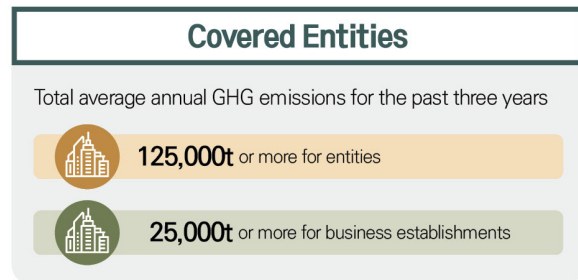 Covered Entities
Total average annual GHG emissions for the past three years
125,000t or more for entities
25,000t or more for business establishments